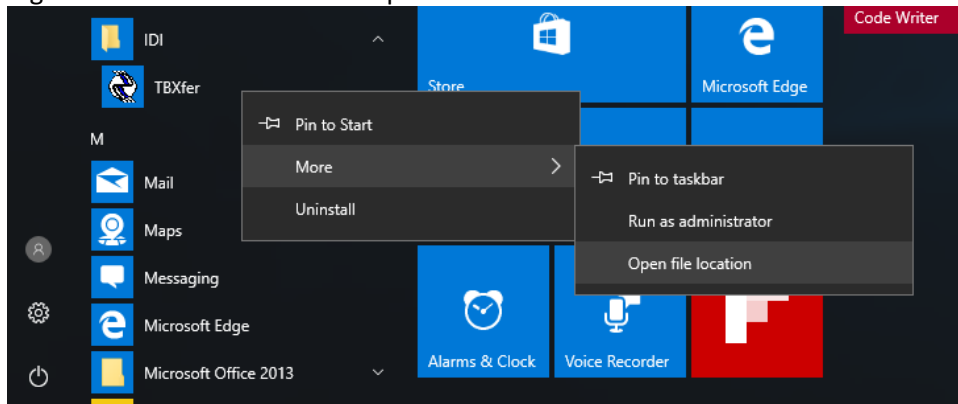 IDI
TBXfer
M
Mail
Maps
Messaging
Microsoft Edge
Microsoft Office 2013
Pin to Start
More
Uninstall
Pin to taskbar
Run as administrator
Open file location
Store
Microsoft Edge
Code Writer
Alarms & Clock
Voice Recorder